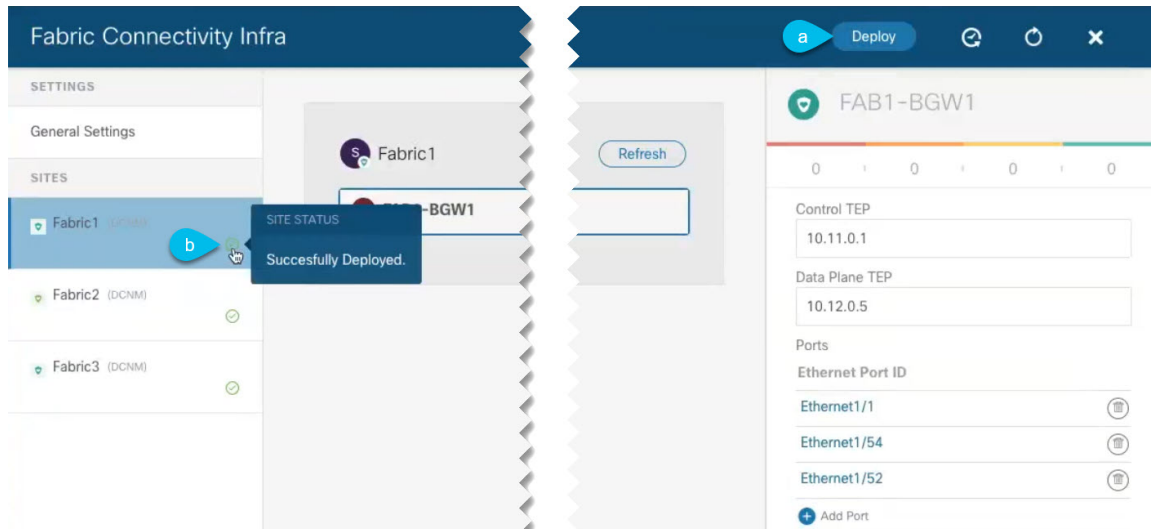 Fabric Connectivity Infra
a
Deploy
SETTINGS
General Settings
SITES
Fabric1
b
SITE STATUS
Succesfully Deployed.
Fabric2 (DCNM)
Fabric3 (DCNM)
S Fabric1
Refresh
-BGW1
FAB1-BGW1
0 0 0 0
Control TEP
10.11.0.1
Data Plane TEP
10.12.0.5
Ports
Ethernet Port ID
Ethernet1/1
Ethernet1/54
Ethernet1/52
Add Port